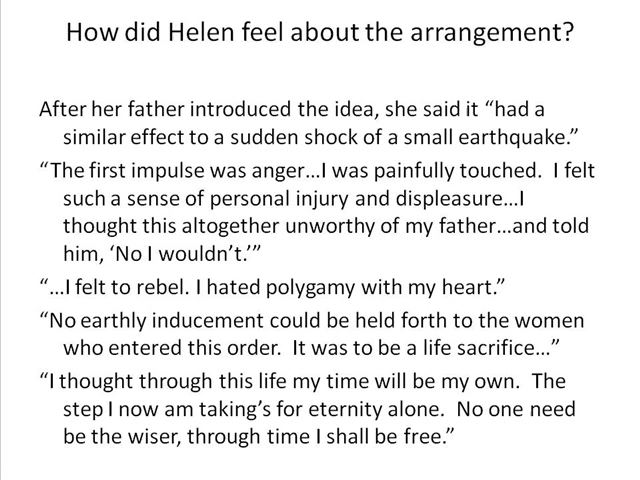 How did Helen feel about the arrangement?
After her father introduced the idea, she said it “had a
similar effect to a sudden shock of a small earthquake.”
“The first impulse was anger…I was painfully touched.  I felt
such a sense of personal injury and displeasure…I
thought this altogether unworthy of my father…and told
him, ‘No I wouldn’t.’”
“…I felt to rebel. I hated polygamy with my heart.”
“No earthly inducement could be held forth to the women
who entered this order.  It was to be a life sacrifice…”
“I thought through this life my time will be my own.  The
step I now am taking’s for eternity alone.  No one need
be the wiser, through time I shall be free.”